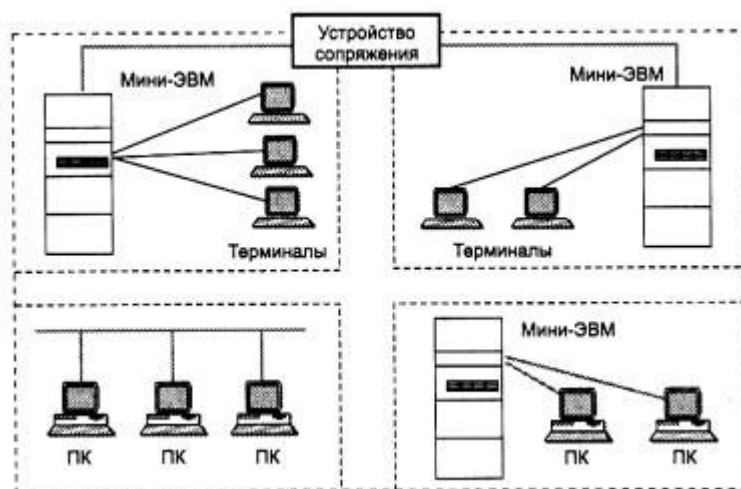 Устройство
сопряжения
Мини-ЭВМ
Мини-ЭВМ
Терминалы
Терминалы
Мини-ЭВМ
ПК
ПК
ПК
ПК
ПК